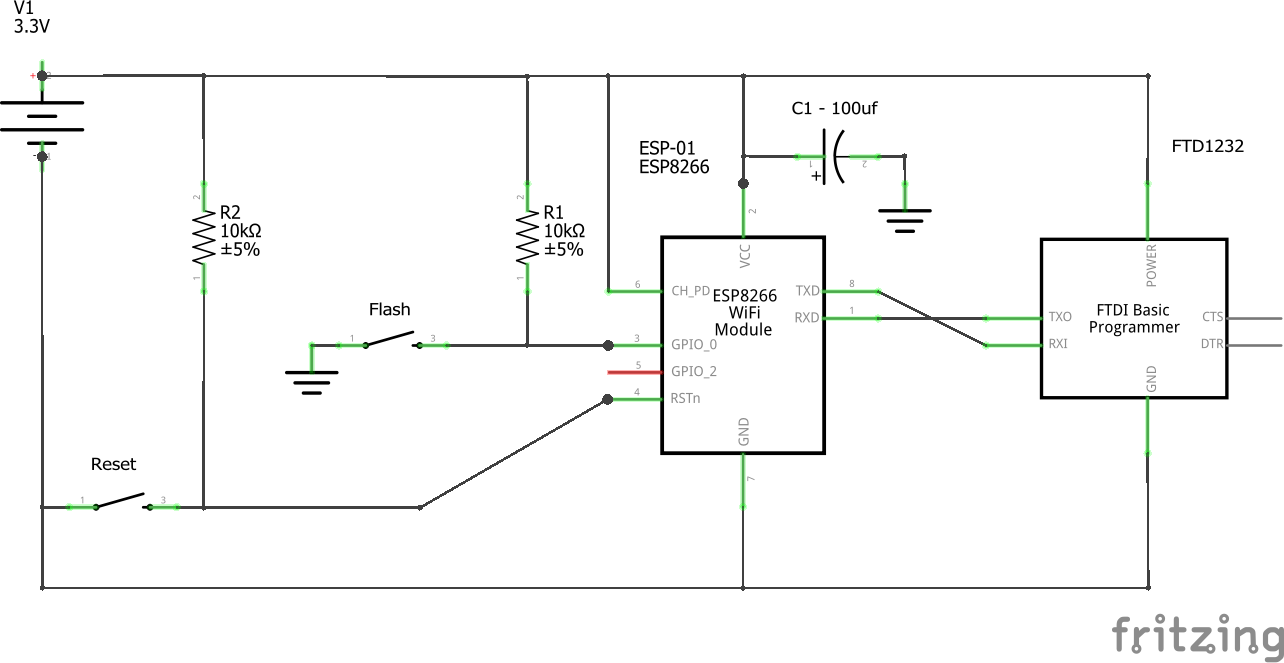 V1
3.3V
+
2
-
1
C1 - 100uf
1
2
+
ESP-01
ESP8266
FTD1232
2
R2
10kΩ
±5%
1
2
R1
10kΩ
±5%
1
2
VCC
6
CH_PD
ESP8266
WiFi
Module
TXD
8
RXD
1
POWER
FTDI Basic
Programmer
TXO
RXI
CTS
DTR
GND
Flash
1
3
3
GPIO_0
5
GPIO_2
4
RSTn
GND
7
Reset
1
3
fritzing